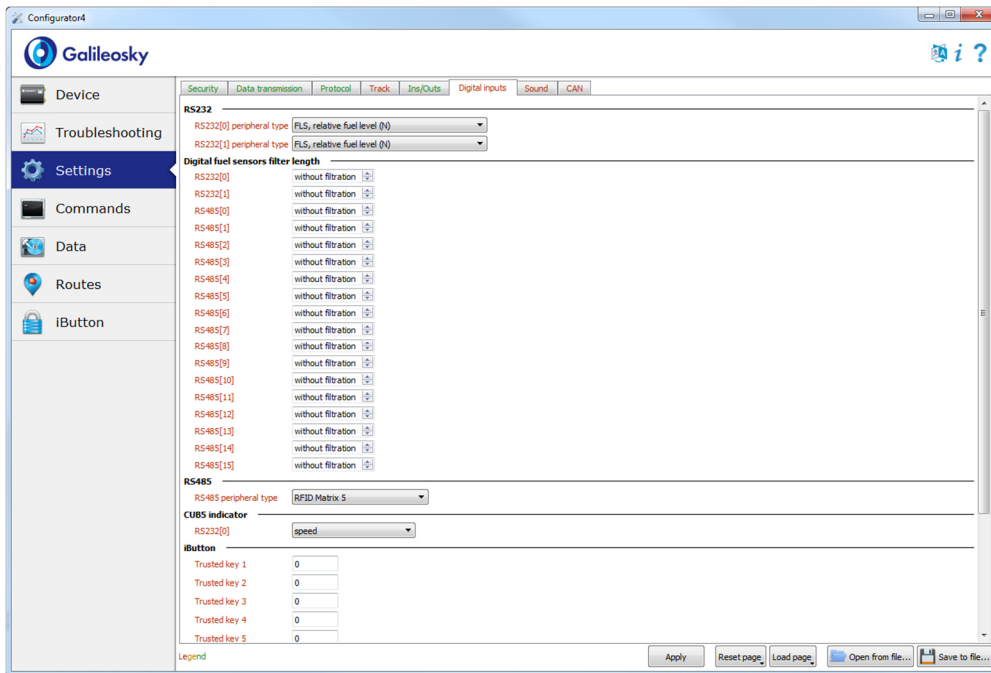 Configurator4
Galileosky
i ?
Device
Troubleshooting
Settings
Commands
Data
Routes
iButton
Security Data transmission Protocol Track Ins/Outs Digital inputs Sound CAN
RS232
RS232[0] peripheral type FLS, relative fuel level (N)
RS232[1] peripheral type FLS, relative fuel level (N)
Digital fuel sensors filter length
RS232[0] without filtration
RS232[1] without filtration
RS485[0] without filtration
RS485[1] without filtration
RS485[2] without filtration
RS485[3] without filtration
RS485[4] without filtration
RS485[5] without filtration
RS485[6] without filtration
RS485[7] without filtration
RS485[8] without filtration
RS485[9] without filtration
RS485[10] without filtration
RS485[11] without filtration
RS485[12] without filtration
RS485[13] without filtration
RS485[14] without filtration
RS485[15] without filtration
RS485
RS485 peripheral type RFID Matrix 5
CUB5 indicator
RS232[0] speed
iButton
Trusted key 1 0
Trusted key 2 0
Trusted key 3 0
Trusted key 4 0
Trusted key 5 0
Legend
Apply Reset page Load page Open from file... Save to file...